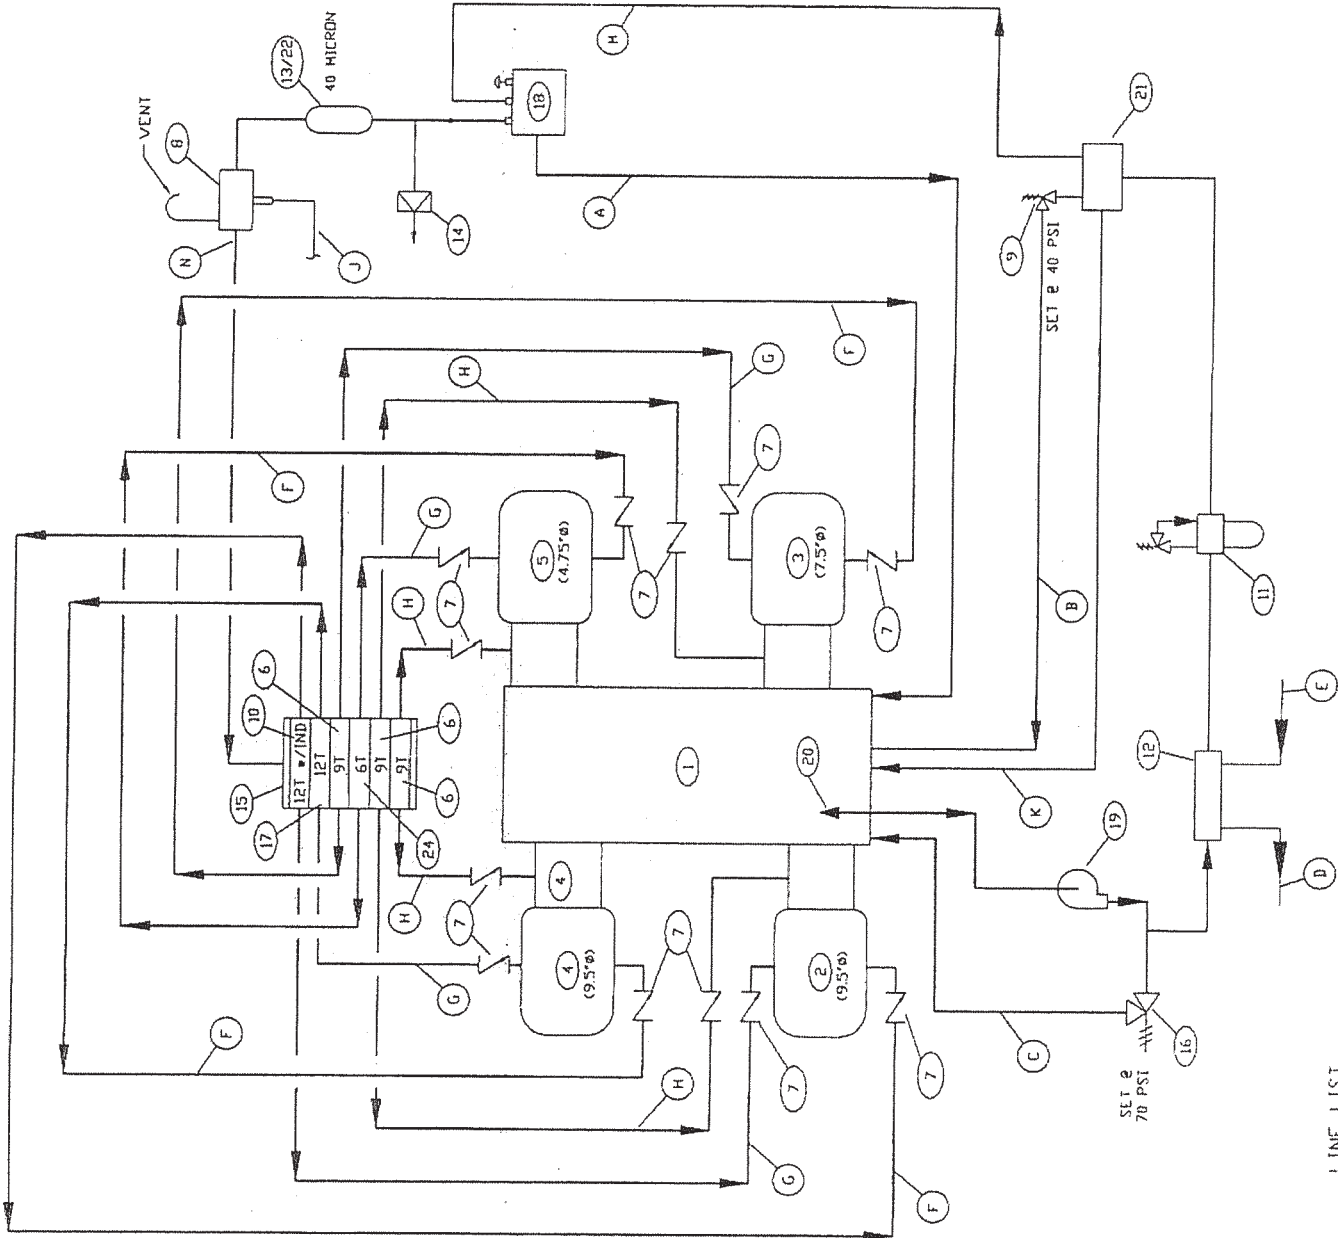 VENT
8
N
F
15
10
6
17
F
13/22
12T w/IND
12T
40 MICRON
9T
J
6T
G
9T
9T
H
H
24
G
6
6
7
14
7
H
18
5
(4.75"ø)
4
4
(9.5"ø)
A
H
7
7
H
1
7
G
G
7
3
(7.5"ø)
20
2
(9.5"ø)
F
7
7
F
9
SET @ 40 PSI
C
K
B
19
SET @
70 PSI
21
12
16
11
D
E
LINE LIST